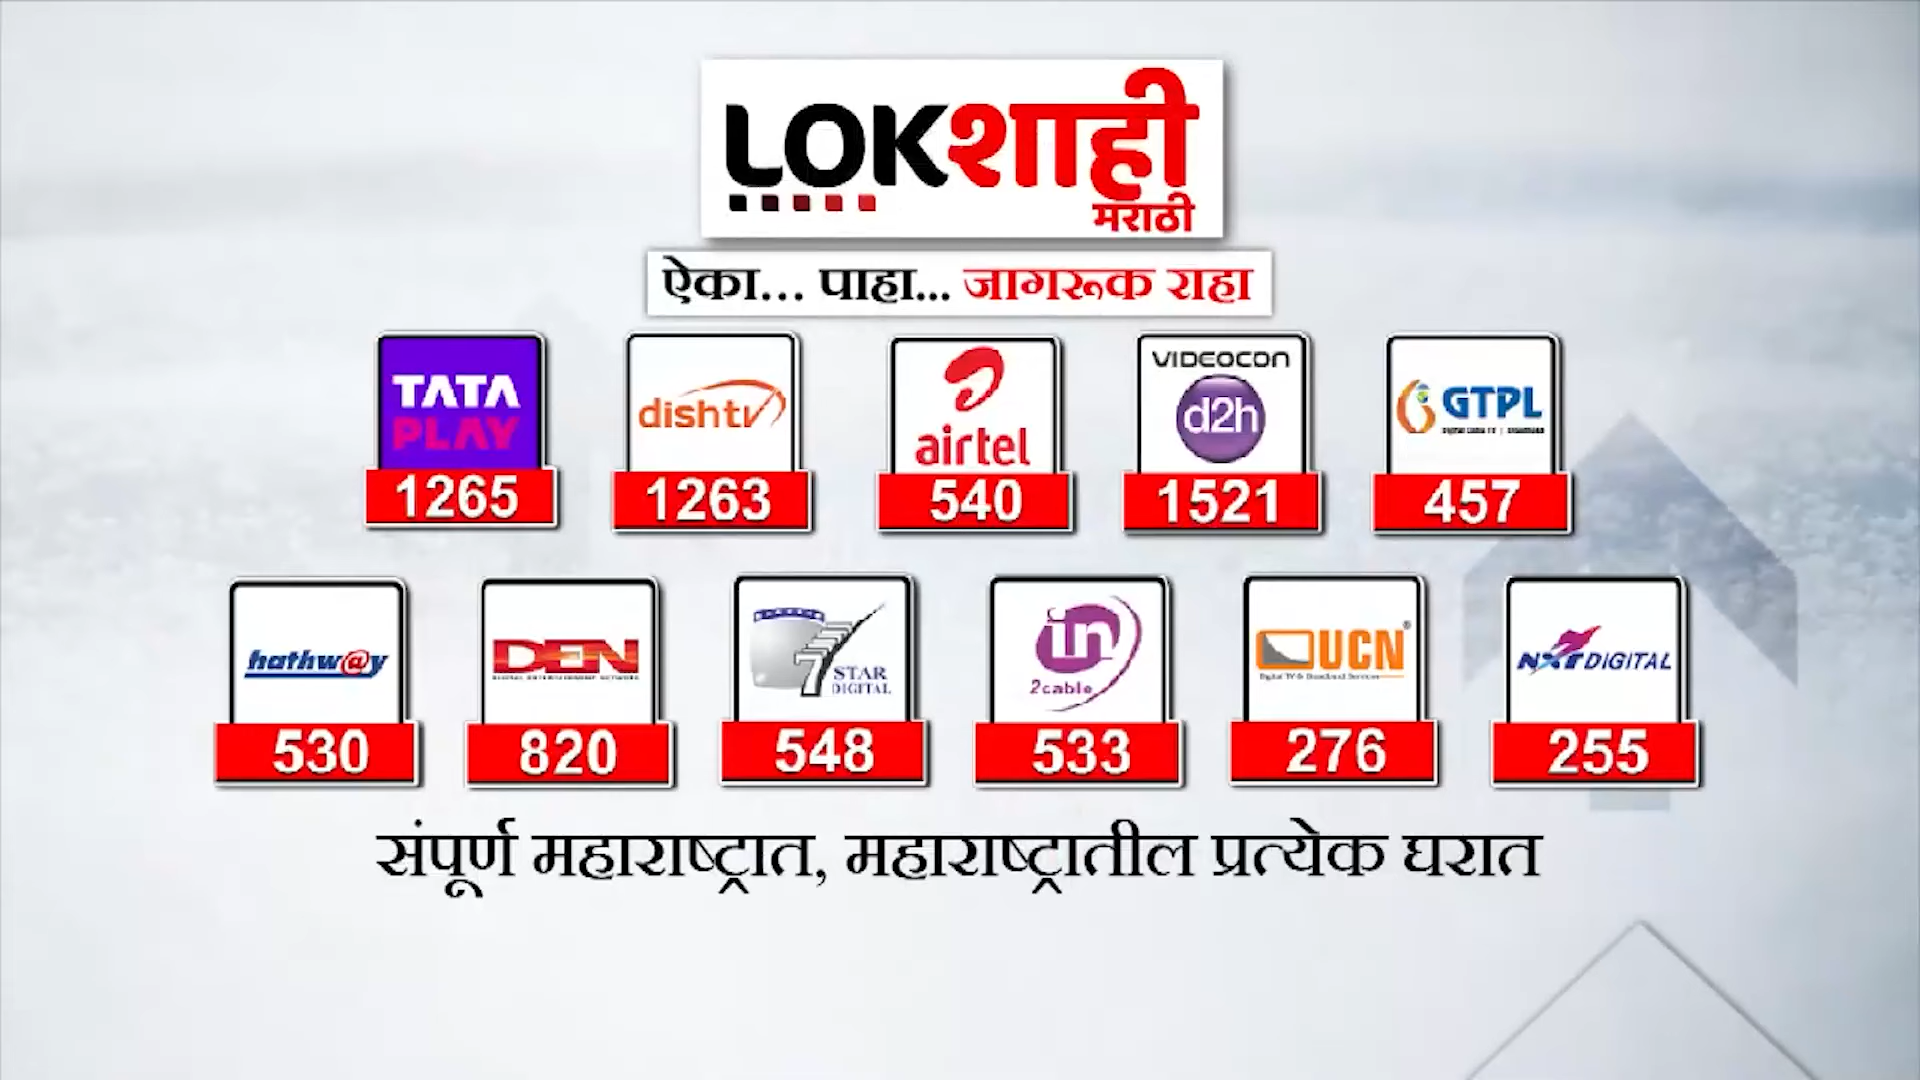 LOKशाही
मराठी
ऐका... पाहा... जागरूक राहा
TATA PLAY
dishtv
airtel
VIDEOCON d2h
GTPL
1265 1263 540 1521 457
hathw@y
DEN
7 STAR DIGITAL
in 2cable
UCN
NXT DIGITAL
530 820 548 533 276 255
संपूर्ण महाराष्ट्रात, महाराष्ट्रातील प्रत्येक घरात